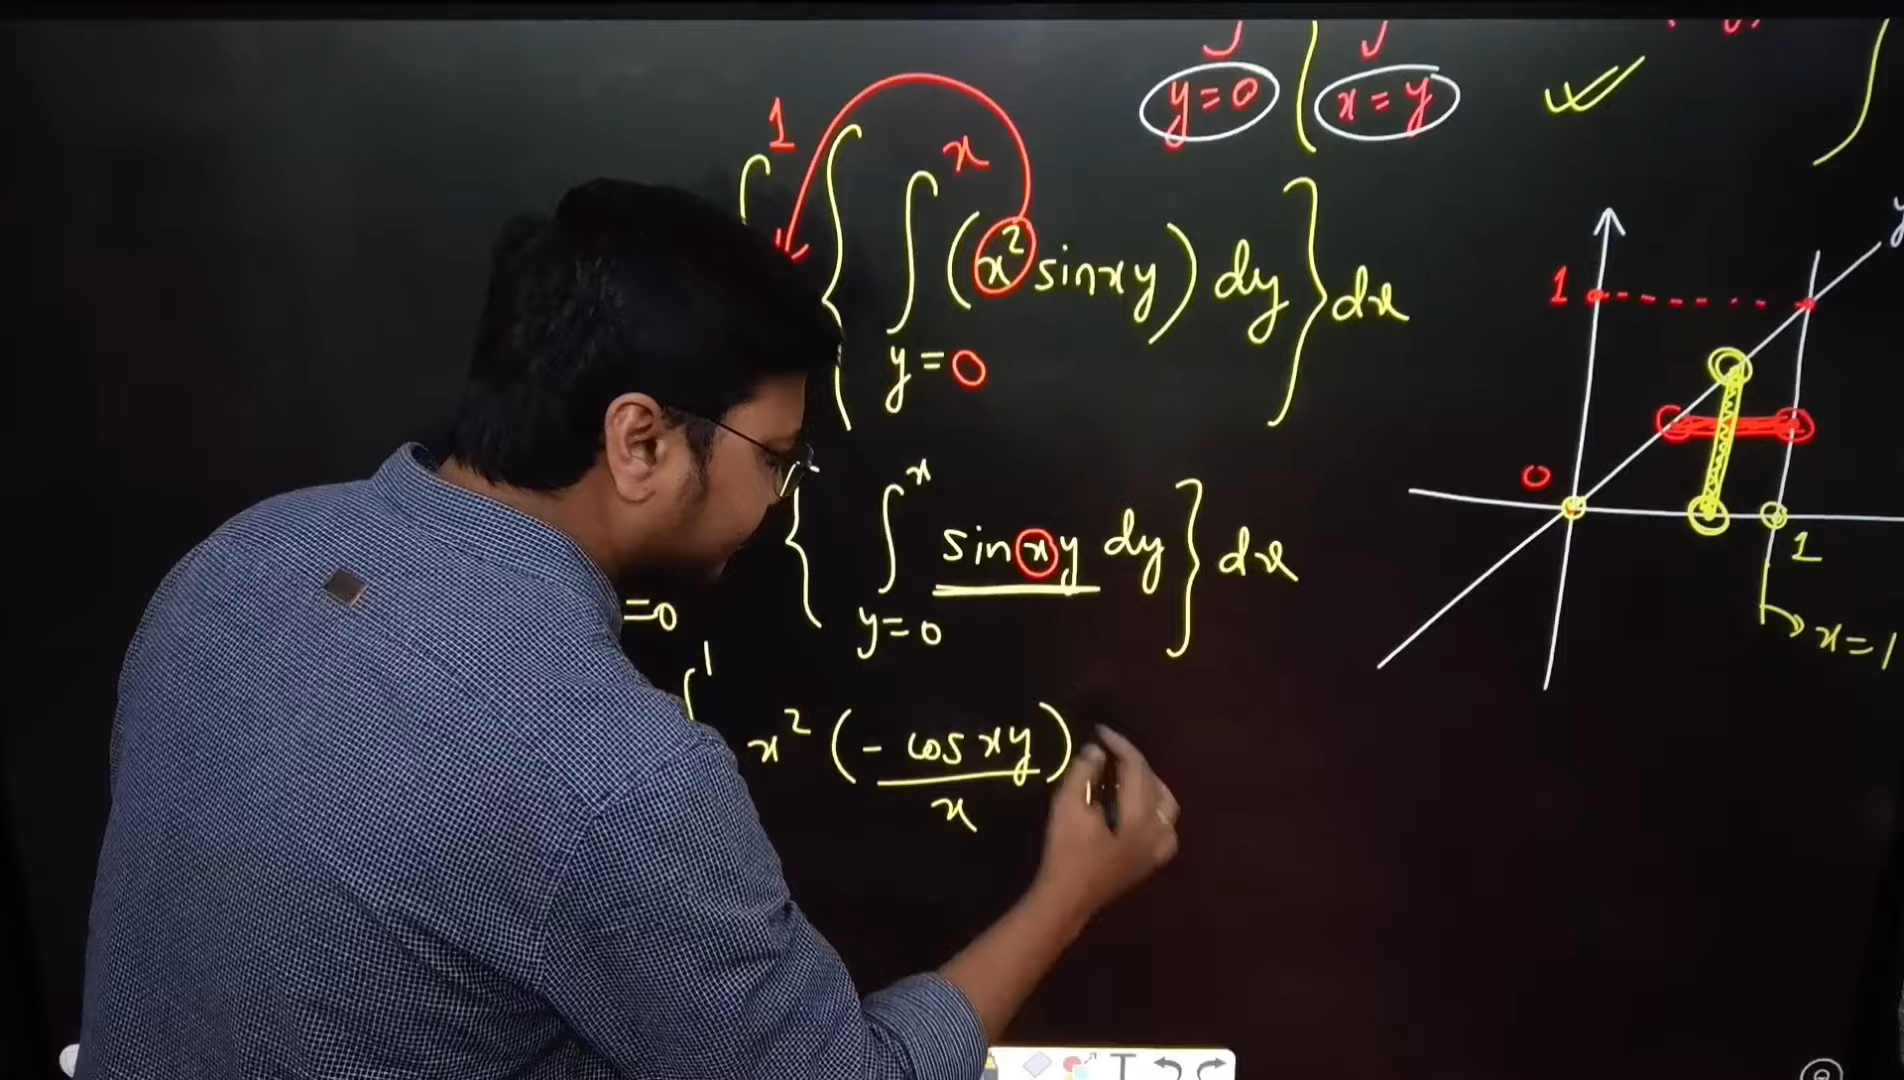 y=0 x=y
∫^1 { ∫_{y=0}^{x} (x² sinxy) dy } dx
{ ∫_{y=0}^{x} sinxy dy } dx
=0
∫^1 x² (- cosxy / x)
1
0
1
x=1
T